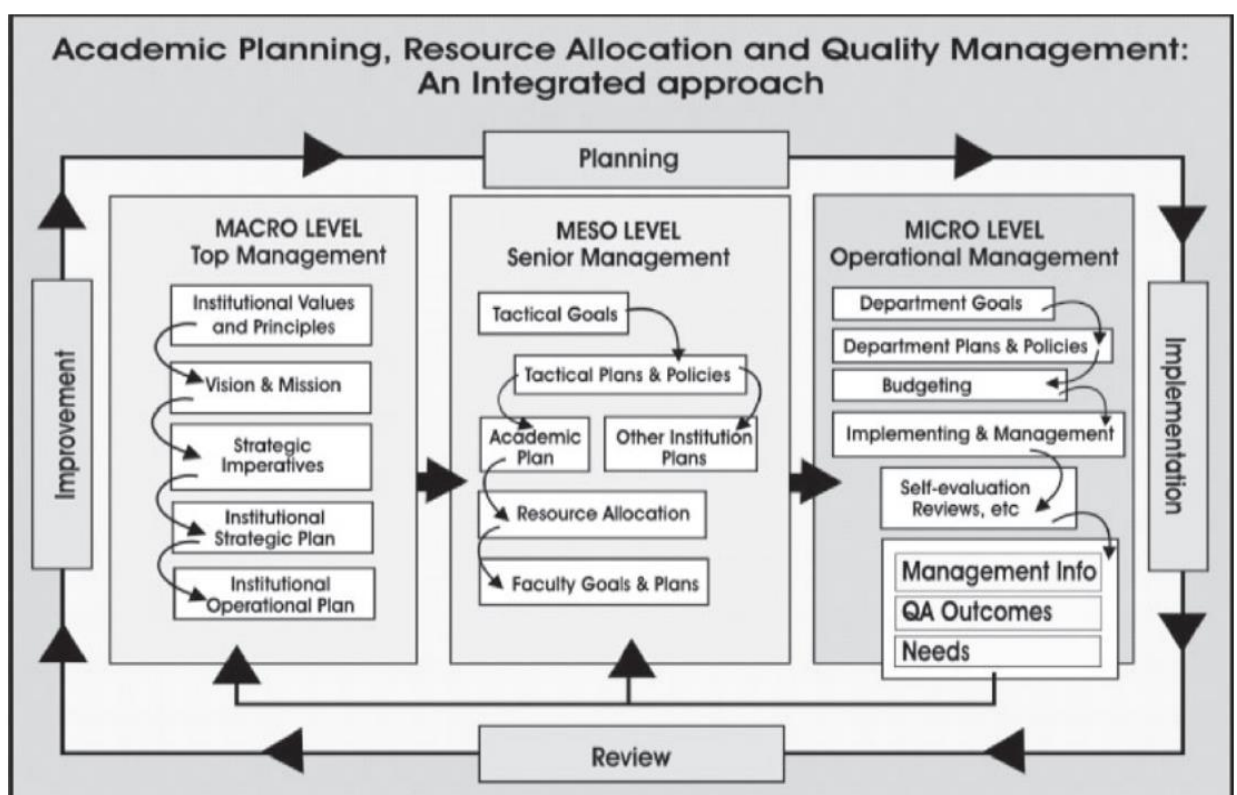 Academic Planning, Resource Allocation and Quality Management:
An Integrated approach
Planning
MACRO LEVEL
Top Management
Institutional Values
and Principles
Vision & Mission
Strategic
Imperatives
Institutional
Strategic Plan
Institutional
Operational Plan
MESO LEVEL
Senior Management
Tactical Goals
Tactical Plans & Policies
Academic
Plan
Other Institution
Plans
Resource Allocation
Faculty Goals & Plans
MICRO LEVEL
Operational Management
Department Goals
Department Plans & Policies
Budgeting
Implementing & Management
Self-evaluation
Reviews, etc
Management Info
QA Outcomes
Needs
Implementation
Review
Improvement